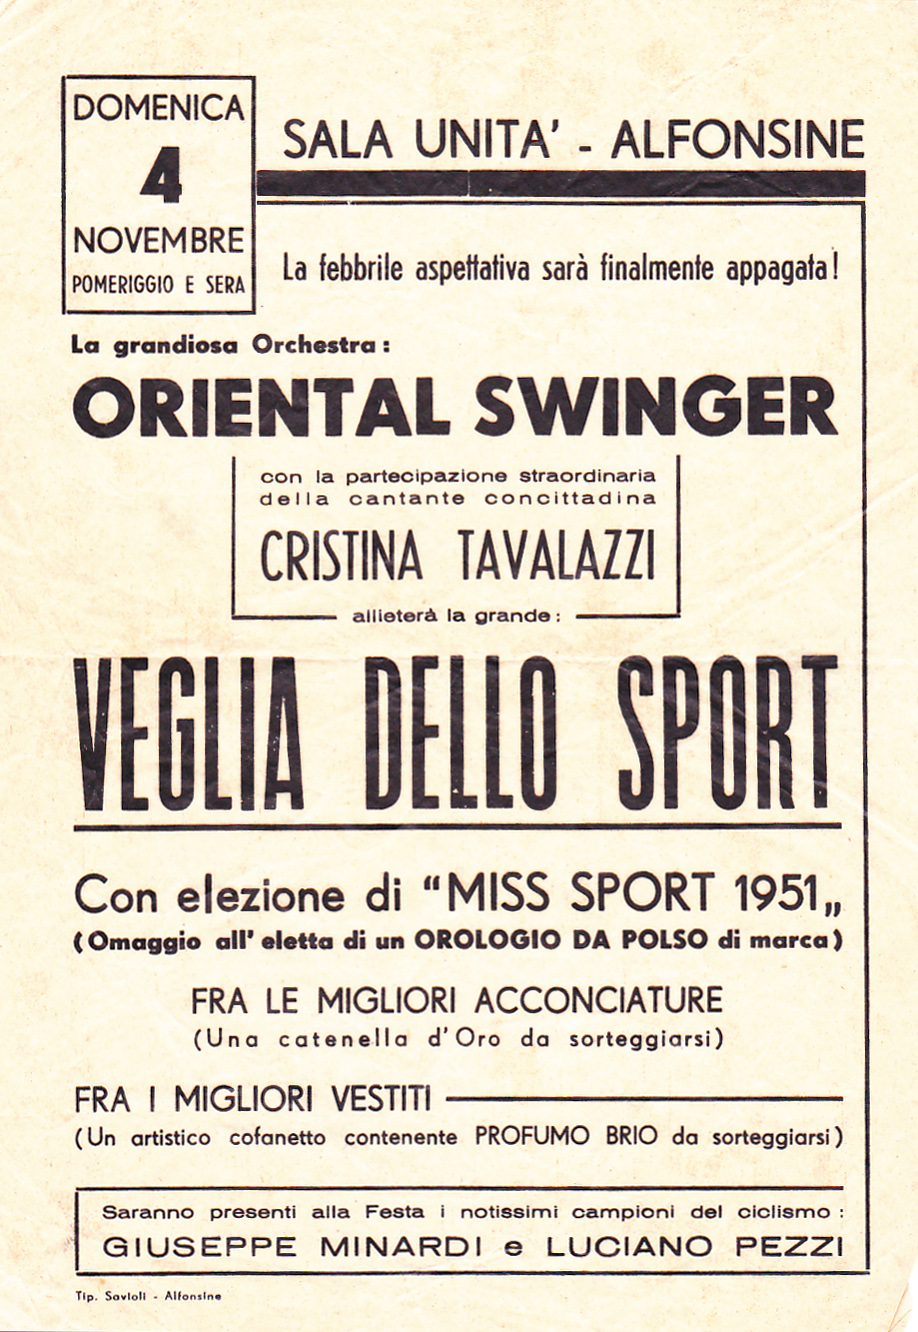 DOMENICA
4
NOVEMBRE
POMERIGGIO E SERA
SALA UNITA' - ALFONSINE
La febbrile aspettativa sarà finalmente appagata!
La grandiosa Orchestra:
ORIENTAL SWINGER
con la partecipazione straordinaria
della cantante concittadina
CRISTINA TAVALAZZI
allieterà la grande:
VEGLIA DELLO SPORT
Con elezione di “MISS SPORT 1951„
(Omaggio all' eletta di un OROLOGIO DA POLSO di marca)
FRA LE MIGLIORI ACCONCIATURE
(Una catenella d'Oro da sorteggiarsi)
FRA I MIGLIORI VESTITI
(Un artistico cofanetto contenente PROFUMO BRIO da sorteggiarsi)
Saranno presenti alla Festa i notissimi campioni del ciclismo:
GIUSEPPE MINARDI e LUCIANO PEZZI
Tip. Savioli - Alfonsine